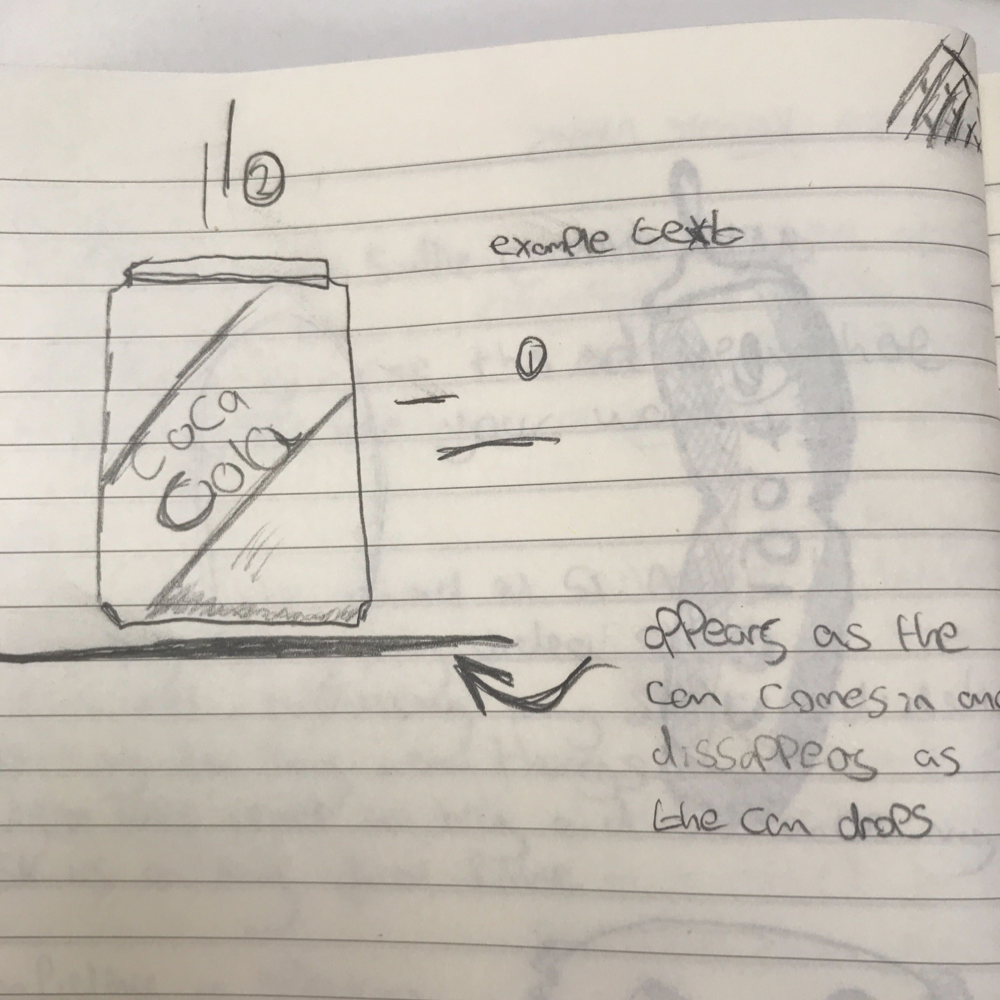 ②
example text
①
CoCa
Cola
appears as the
can comes in and
dissappears as
the can drops